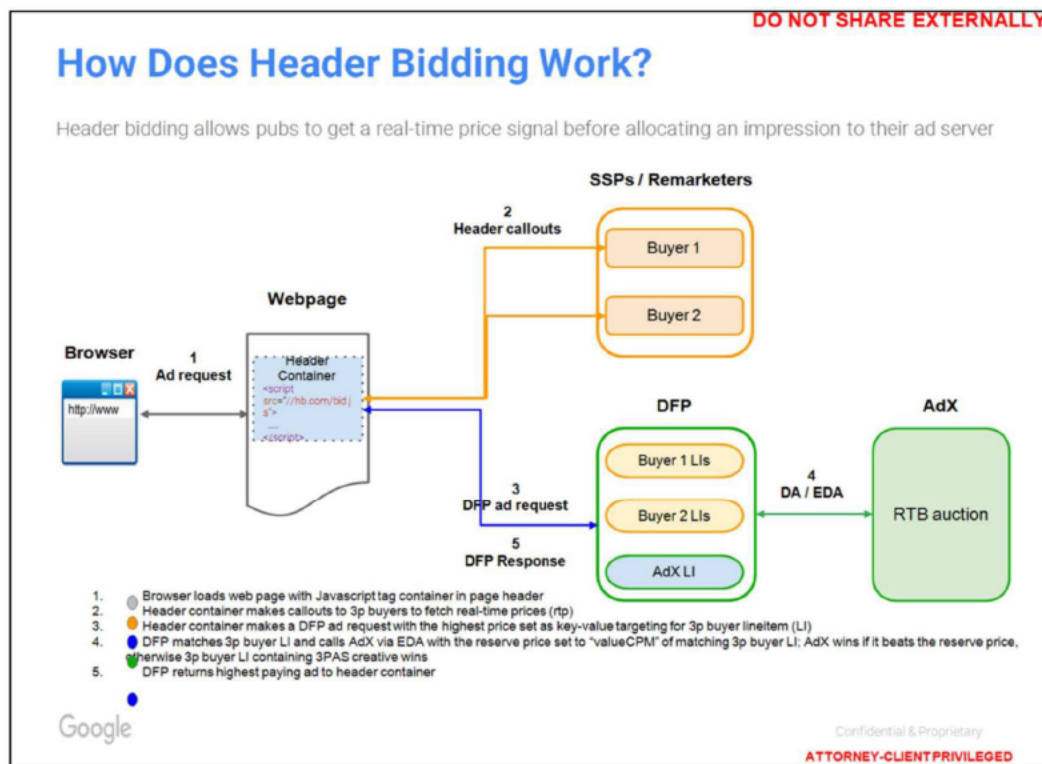 DO NOT SHARE EXTERNALLY
How Does Header Bidding Work?
Header bidding allows pubs to get a real-time price signal before allocating an impression to their ad server
SSPs / Remarketers
2
Header callouts
Buyer 1
Buyer 2
Webpage
Browser
1
Ad request
http://www
Header
Container
<script
src="//hb.com/bid.j
s">
....
</script>
DFP
AdX
Buyer 1 LIs
Buyer 2 LIs
AdX LI
3
DFP ad request
5
DFP Response
4
DA / EDA
RTB auction
1. Browser loads web page with Javascript tag container in page header
2. Header container makes callouts to 3p buyers to fetch real-time prices (rtp)
3. Header container makes a DFP ad request with the highest price set as key-value targeting for 3p buyer lineitem (LI)
4. DFP matches 3p buyer LI and calls AdX via EDA with the reserve price set to "valueCPM" of matching 3p buyer LI; AdX wins if it beats the reserve price,
otherwise 3p buyer LI containing 3PAS creative wins
5. DFP returns highest paying ad to header container
Google
Confidential & Proprietary
ATTORNEY-CLIENT PRIVILEGED